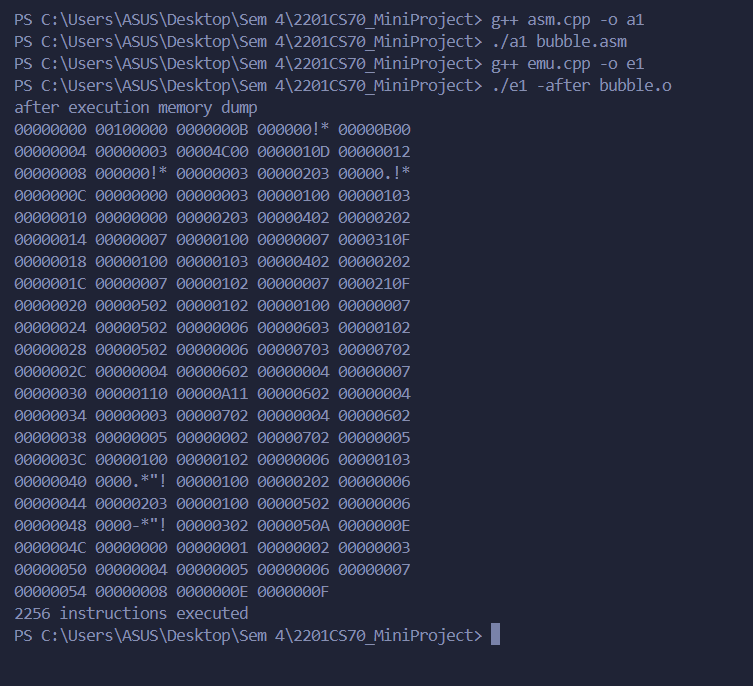 PS C:\Users\ASUS\Desktop\Sem 4\2201CS70_MiniProject> g++ asm.cpp -o a1
PS C:\Users\ASUS\Desktop\Sem 4\2201CS70_MiniProject> ./a1 bubble.asm
PS C:\Users\ASUS\Desktop\Sem 4\2201CS70_MiniProject> g++ emu.cpp -o e1
PS C:\Users\ASUS\Desktop\Sem 4\2201CS70_MiniProject> ./e1 -after bubble.o
after execution memory dump
00000000 00100000 0000000B 000000!* 00000B00
00000004 00000003 00004C00 0000010D 00000012
00000008 000000!* 00000003 00000203 00000.!*
0000000C 00000000 00000003 00000100 00000103
00000010 00000000 00000203 00000402 00000202
00000014 00000007 00000100 00000007 0000310F
00000018 00000100 00000103 00000402 00000202
0000001C 00000007 00000102 00000007 0000210F
00000020 00000502 00000102 00000100 00000007
00000024 00000502 00000006 00000603 00000102
00000028 00000502 00000006 00000703 00000702
0000002C 00000004 00000602 00000004 00000007
00000030 00000110 00000A11 00000602 00000004
00000034 00000003 00000702 00000004 00000602
00000038 00000005 00000002 00000702 00000005
0000003C 00000100 00000102 00000006 00000103
00000040 0000.*"! 00000100 00000202 00000006
00000044 00000203 00000100 00000502 00000006
00000048 0000-*"! 00000302 0000050A 0000000E
0000004C 00000000 00000001 00000002 00000003
00000050 00000004 00000005 00000006 00000007
00000054 00000008 0000000E 0000000F
2256 instructions executed
PS C:\Users\ASUS\Desktop\Sem 4\2201CS70_MiniProject>